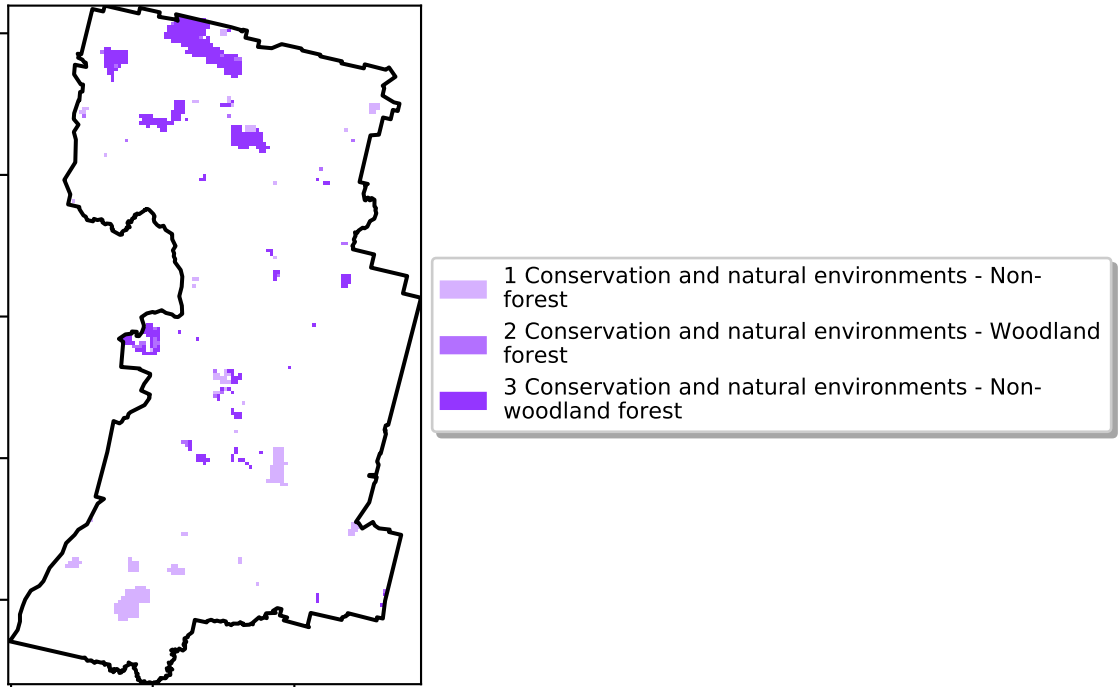 1 Conservation and natural environments - Non-
forest
2 Conservation and natural environments - Woodland
forest
3 Conservation and natural environments - Non-
woodland forest